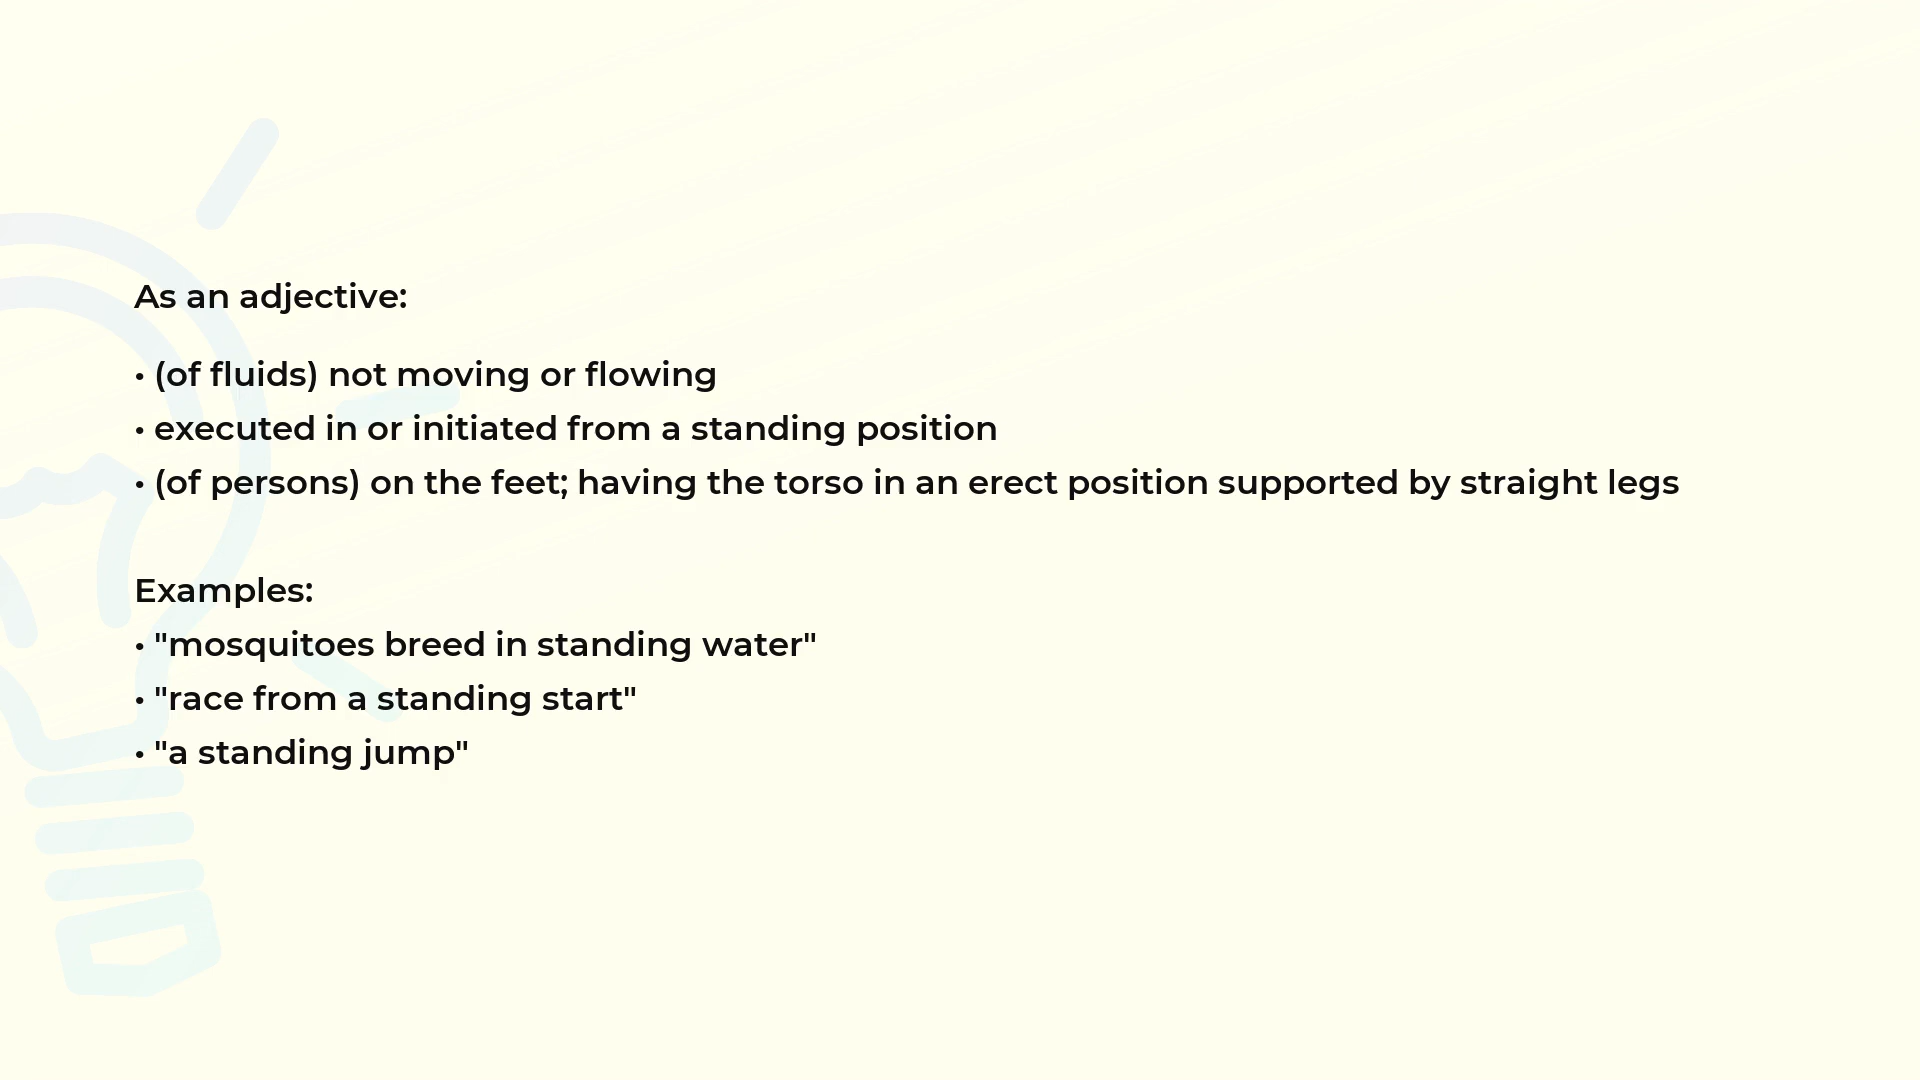 As an adjective:
• (of fluids) not moving or flowing
• executed in or initiated from a standing position
• (of persons) on the feet; having the torso in an erect position supported by straight legs
Examples:
• "mosquitoes breed in standing water"
• "race from a standing start"
• "a standing jump"